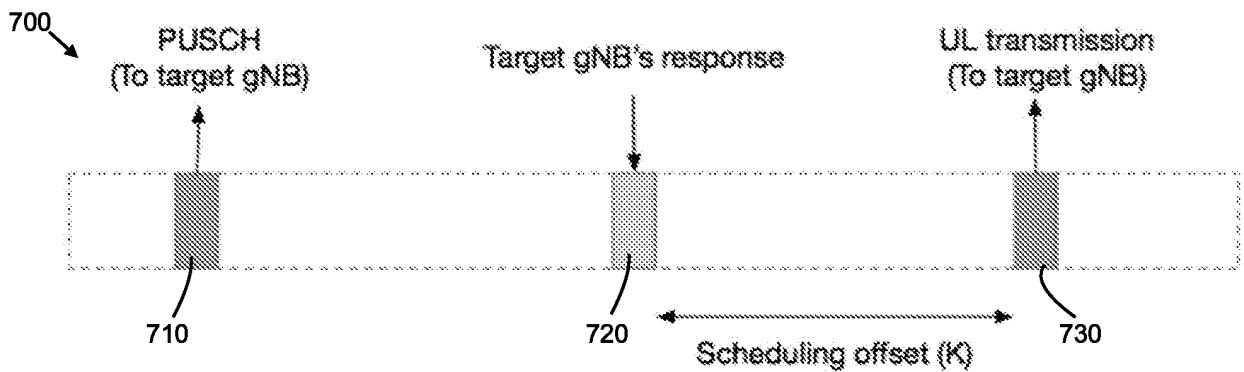 700
PUSCH
(To target gNB)
Target gNB's response
UL transmission
(To target gNB)
710
720
730
Scheduling offset (K)